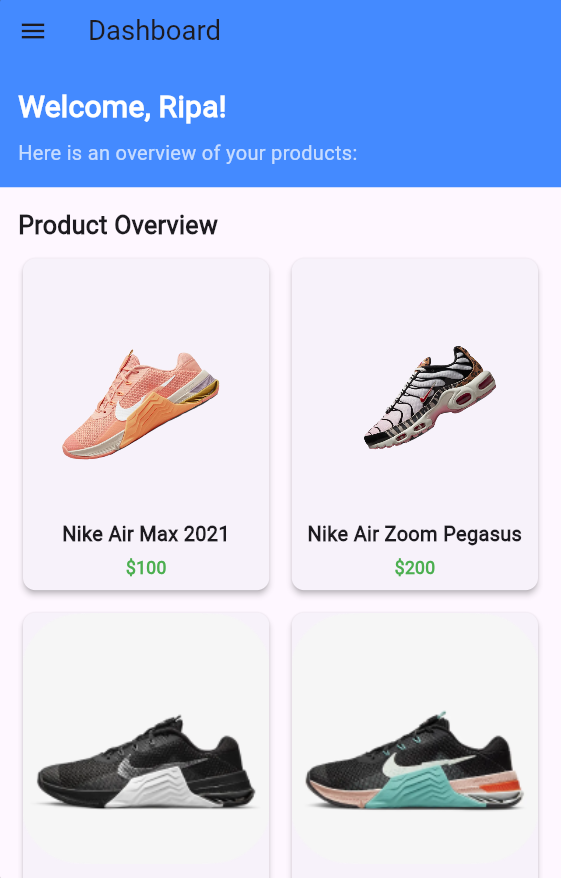 Dashboard
Welcome, Ripa!
Here is an overview of your products:
Product Overview
Nike Air Max 2021
Nike Air Zoom Pegasus
$100
$200